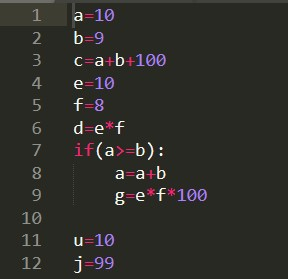 1 a=10
2 b=9
3 c=a+b+100
4 e=10
5 f=8
6 d=e*f
7 if(a>=b):
8     a=a+b
9     g=e*f*100
10
11 u=10
12 j=99